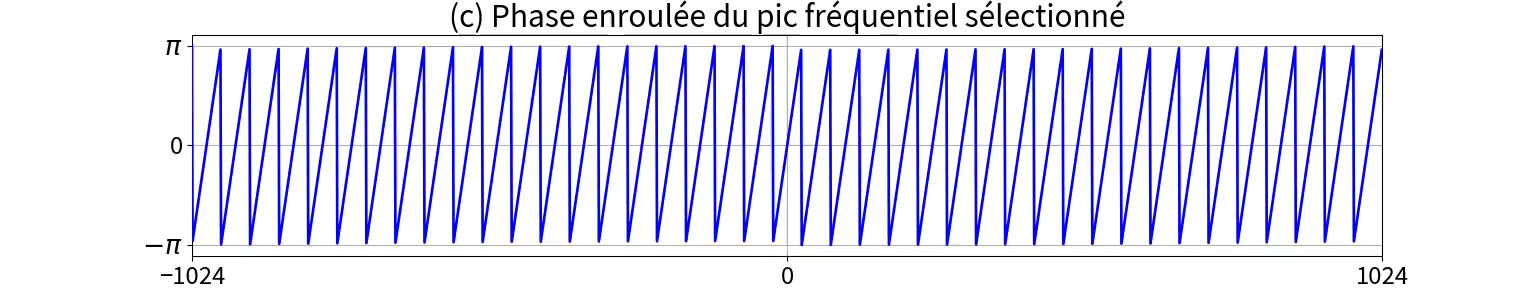 (c) Phase enroulée du pic fréquentiel sélectionné
π
0
−π
−1024 0 1024